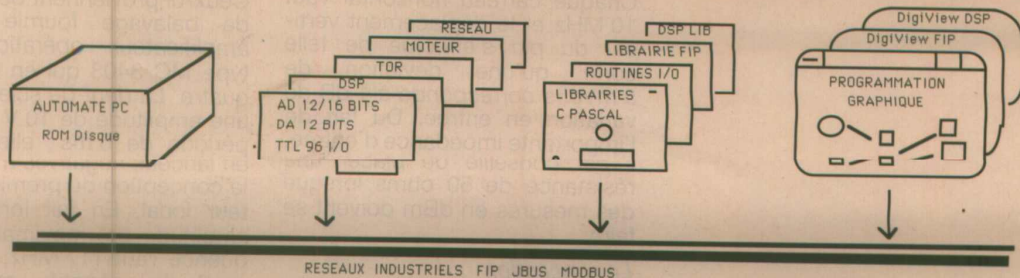 AUTOMATE PC
ROM Disque
RESEAU
MOTEUR
TOR
DSP
AD 12/16 BITS
DA 12 BITS
TTL 96 I/O
DSP LIB
LIBRAIRIE FIP
ROUTINES I/O
LIBRAIRIES
C PASCAL
DigiView DSP
DigiView FIP
PROGRAMMATION
GRAPHIQUE
RESEAUX INDUSTRIELS FIP JBUS MODBUS